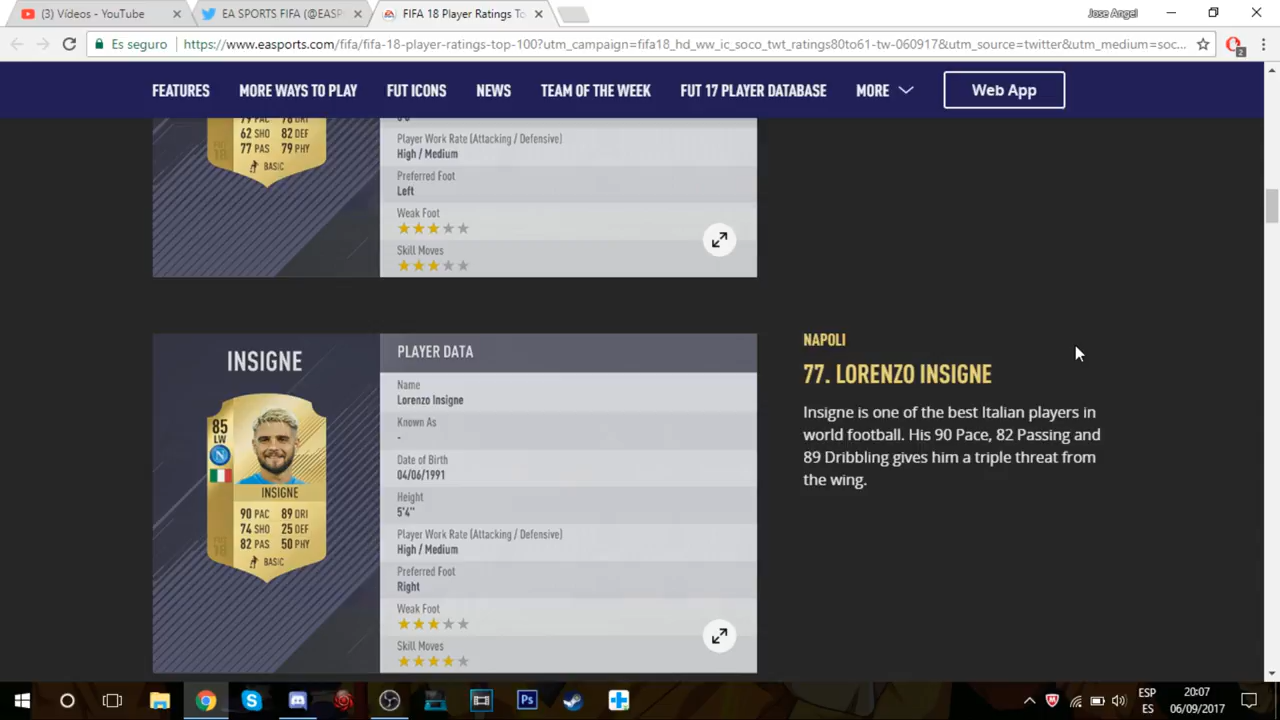 (3) Vídeos - YouTube
EA SPORTS FIFA (@EASP
FIFA 18 Player Ratings To
Jose Angel
Es seguro
https://www.easports.com/fifa/fifa-18-player-ratings-top-100?utm_campaign=fifa18_hd_ww_ic_soco_twt_ratings80to61-tw-060917&utm_source=twitter&utm_medium=soc...
2
FEATURES
MORE WAYS TO PLAY
FUT ICONS
NEWS
TEAM OF THE WEEK
FUT 17 PLAYER DATABASE
MORE
Web App
79 PAC 78 DRI
62 SHO 82 DEF
77 PAS 79 PHY
BASIC
Player Work Rate (Attacking / Defensive)
High / Medium
Preferred Foot
Left
Weak Foot
Skill Moves
INSIGNE
85
LW
INSIGNE
90 PAC 89 DRI
74 SHO 25 DEF
82 PAS 50 PHY
BASIC
PLAYER DATA
Name
Lorenzo Insigne
Known As
-
Date of Birth
04/06/1991
Height
5'4"
Player Work Rate (Attacking / Defensive)
High / Medium
Preferred Foot
Right
Weak Foot
Skill Moves
NAPOLI
77. LORENZO INSIGNE
Insigne is one of the best Italian players in
world football. His 90 Pace, 82 Passing and
89 Dribbling gives him a triple threat from
the wing.
Ps
ESP
ES
20:07
06/09/2017